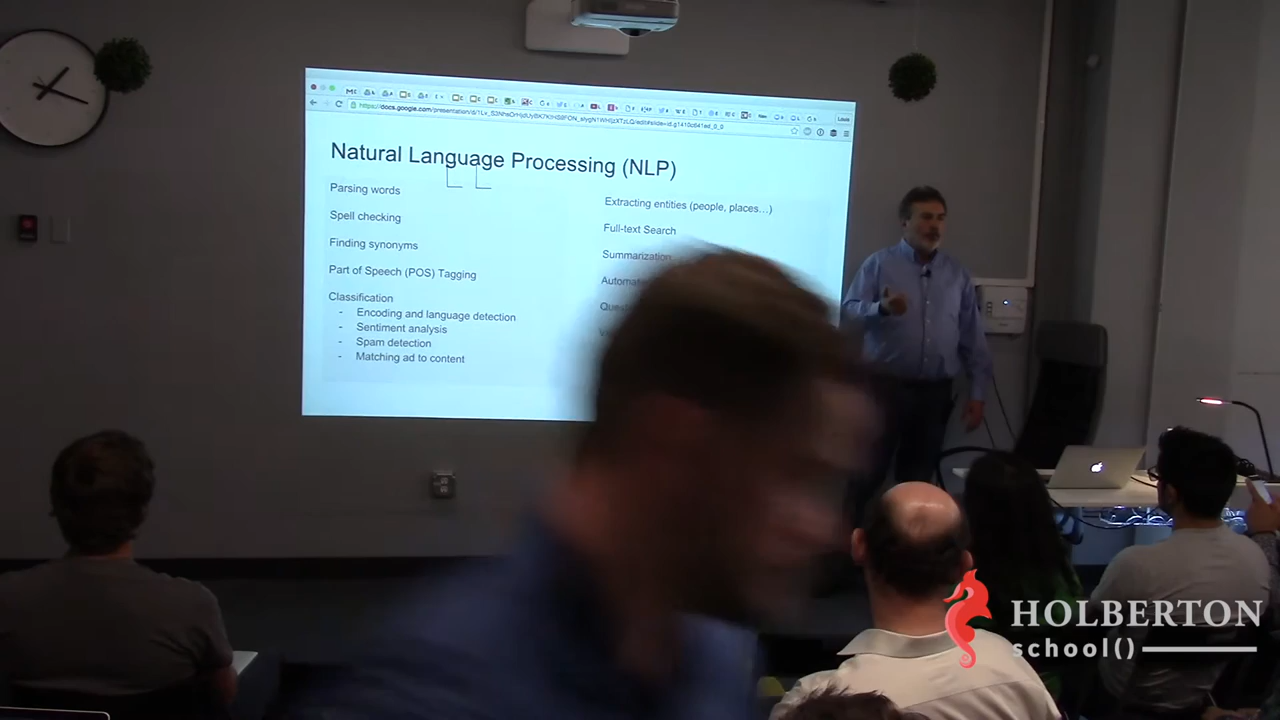 Natural Language Processing (NLP)
Parsing words
Spell checking
Finding synonyms
Part of Speech (POS) Tagging
Classification
- Encoding and language detection
- Sentiment analysis
- Spam detection
- Matching ad to content
Extracting entities (people, places…)
Full-text Search
Summarization
HOLBERTON
school()